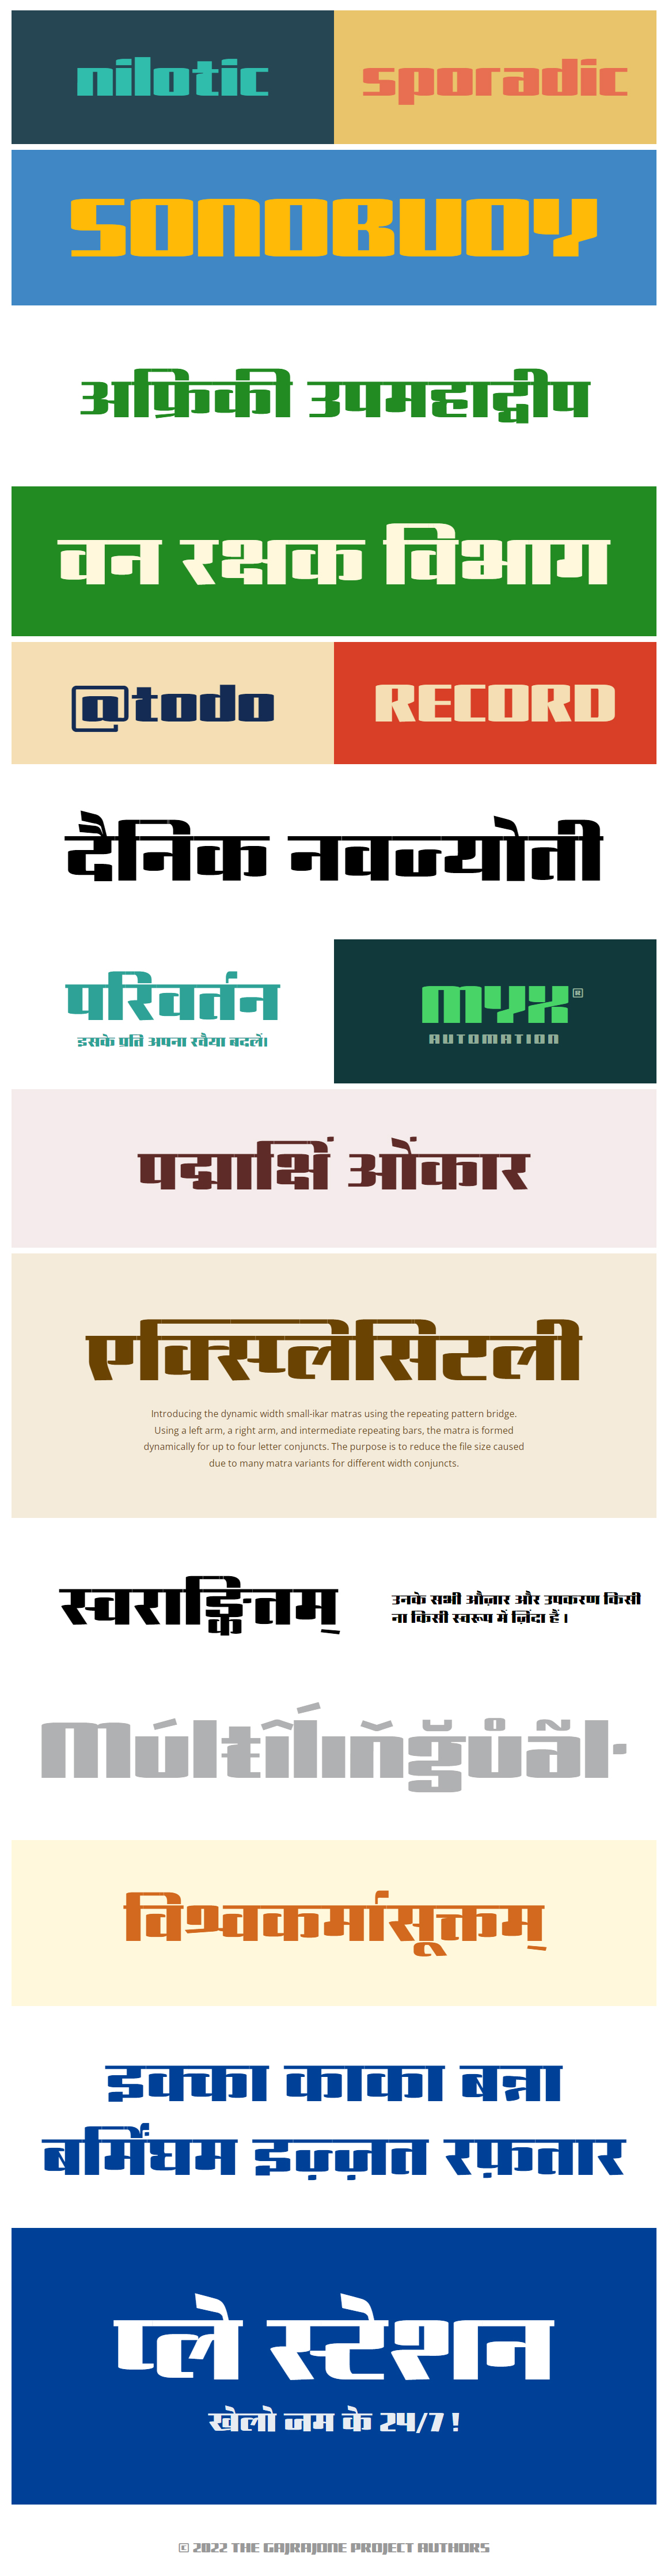 nilotic
sporadic
SONOBUOY
अफ्रिकी उपमहाद्वीप
वन रक्षक विभाग
@todo
RECORD
दैनिक नवज्योती
परिवर्तन
इसके प्रति अपना रवैया बदलें।
MYX®
AUTOMATION
पद्माक्षिं ओंकार
एक्स्प्लिसिटली
Introducing the dynamic width small-ikar matras using the repeating pattern bridge.
Using a left arm, a right arm, and intermediate repeating bars, the matra is formed
dynamically for up to four letter conjuncts. The purpose is to reduce the file size caused
due to many matra variants for different width conjuncts.
स्वराङ्कितम्
उनके सभी औज़ार और उपकरण किसी
ना किसी स्वरूप में ज़िंदा हैं ।
विश्वकर्मासूक्तम्
इक्का काका बन्ना
बर्मिंघम इज़्ज़त रफ़्तार
प्ले स्टेशन
खेलो जम के 24/7 !
© 2022 THE GAJRAJONE PROJECT AUTHORS